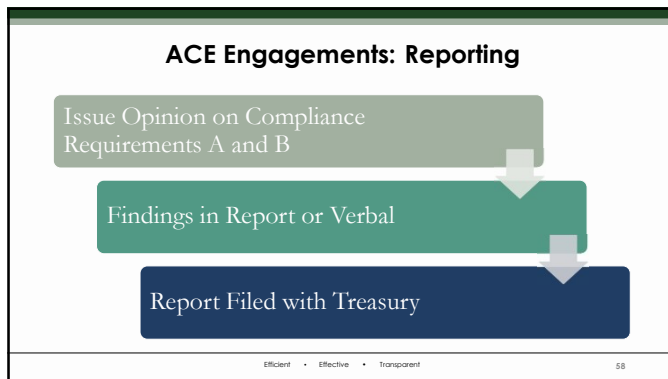 ACE Engagements: Reporting
Issue Opinion on Compliance
Requirements A and B
Findings in Report or Verbal
Report Filed with Treasury
Efficient • Effective • Transparent
58